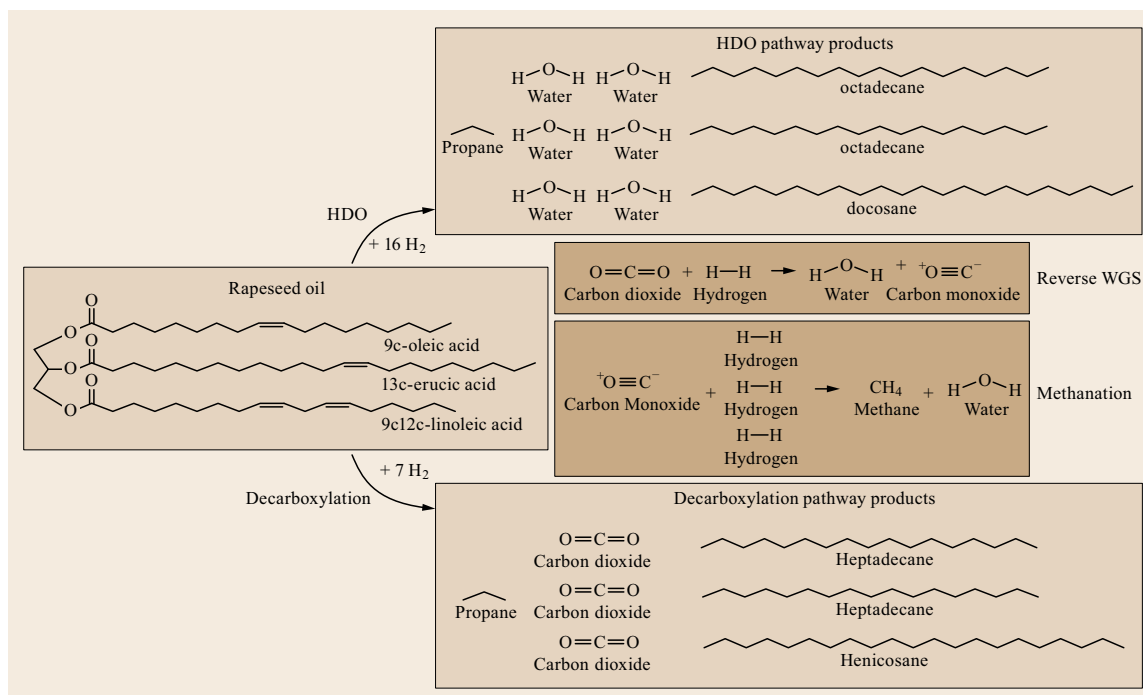 HDO pathway products
H O H H O H
Water Water
octadecane
Propane
H O H H O H
Water Water
octadecane
H O H H O H
Water Water
docosane
HDO
+ 16 H₂
Rapeseed oil
O
O
9c-oleic acid
O
O
13c-erucic acid
O
O
9c12c-linoleic acid
O=C=O + H–H → H O H + ⁺O≡C⁻
Carbon dioxide Hydrogen Water Carbon monoxide
Reverse WGS
H–H
Hydrogen
⁺O≡C⁻ + H–H → CH₄ + H O H
Carbon Monoxide Hydrogen Methane Water
H–H
Hydrogen
Methanation
+ 7 H₂
Decarboxylation
Decarboxylation pathway products
O=C=O
Carbon dioxide
Heptadecane
Propane
O=C=O
Carbon dioxide
Heptadecane
O=C=O
Carbon dioxide
Henicosane